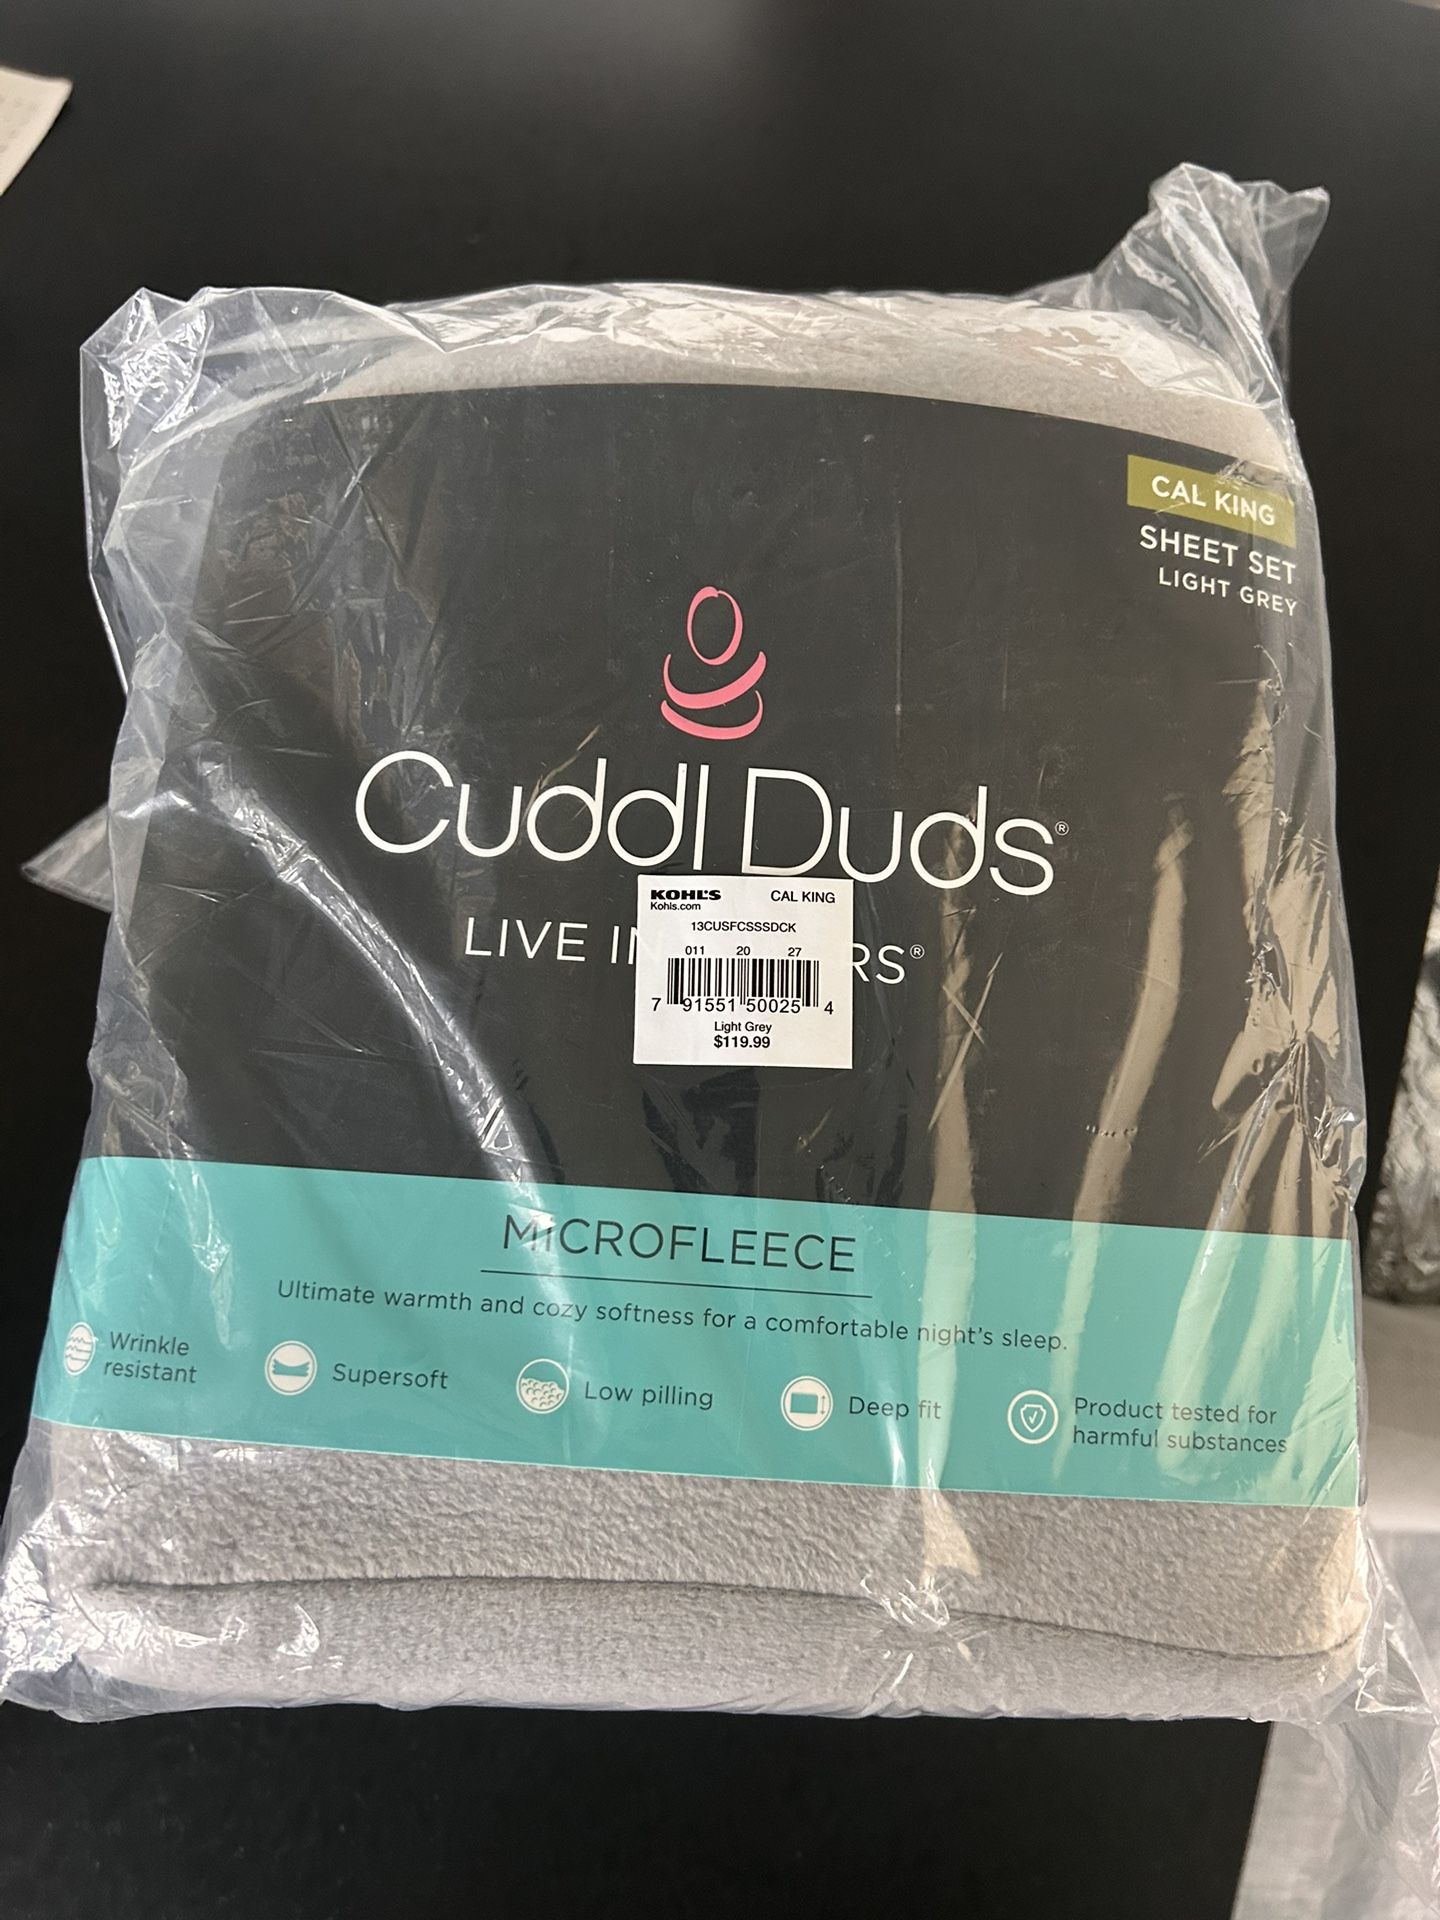 CAL KING
SHEET SET
LIGHT GREY
Cuddl Duds®
LIVE IN RS®
KOHL'S CAL KING
Kohls.com
13CUSFCSSSDCK
011 20 27
7 91551 50025 4
Light Grey
$119.99
MICROFLEECE
Ultimate warmth and cozy softness for a comfortable night's sleep.
Wrinkle
resistant
Supersoft
Low pilling
Deep fit
Product tested for
harmful substances